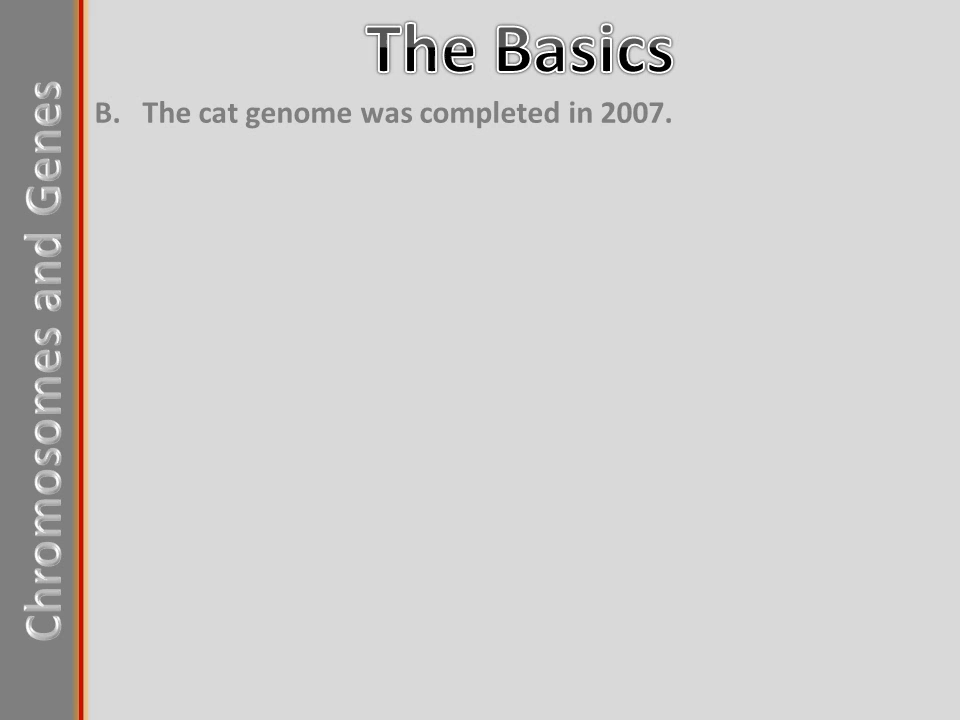 The Basics
B. The cat genome was completed in 2007.
Chromosomes and Genes